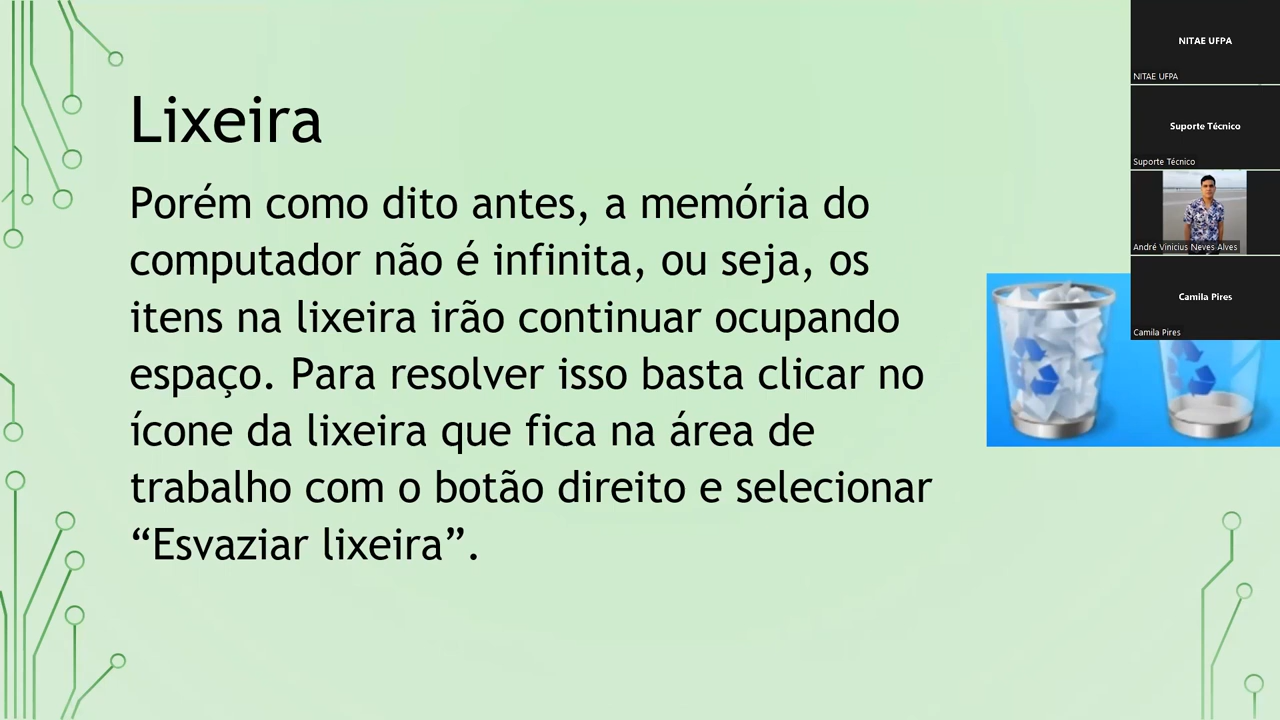 Lixeira
Porém como dito antes, a memória do
computador não é infinita, ou seja, os
itens na lixeira irão continuar ocupando
espaço. Para resolver isso basta clicar no
ícone da lixeira que fica na área de
trabalho com o botão direito e selecionar
“Esvaziar lixeira”.
NITAE UFPA
NITAE UFPA
Suporte Técnico
Suporte Técnico
André Vinicius Neves Alves
Camila Pires
Camila Pires